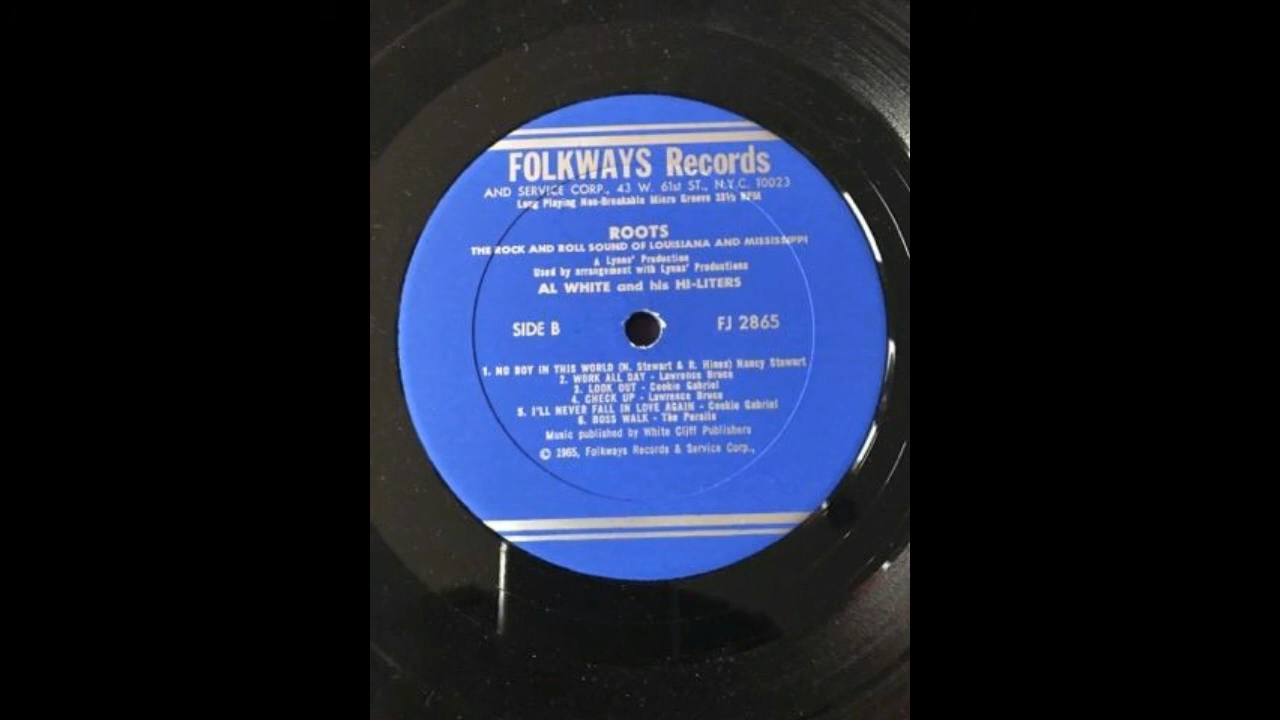 FOLKWAYS Records
AND SERVICE CORP., 43 W. 61st ST., N.Y.C. 10023
Long Playing Non-Breakable Micro Groove 33⅓ RPM
ROOTS
THE ROCK AND ROLL SOUND OF LOUISIANA AND MISSISSIPPI
A Lynns' Production
Used by arrangement with Lynns' Productions
AL WHITE and his HI-LITERS
SIDE B FJ 2865
1. NO BOY IN THIS WORLD (N. Stewart & R. Hines) Nancy Stewart
2. WORK ALL DAY - Lawrence Bruce
3. LOOK OUT - Cookie Gabriel
4. CHECK UP - Lawrence Bruce
5. I'LL NEVER FALL IN LOVE AGAIN - Cookie Gabriel
6. BOSS WALK - The
Music published by White Cliff Publishers
© 1965, Folkways Records & Service Corp.,